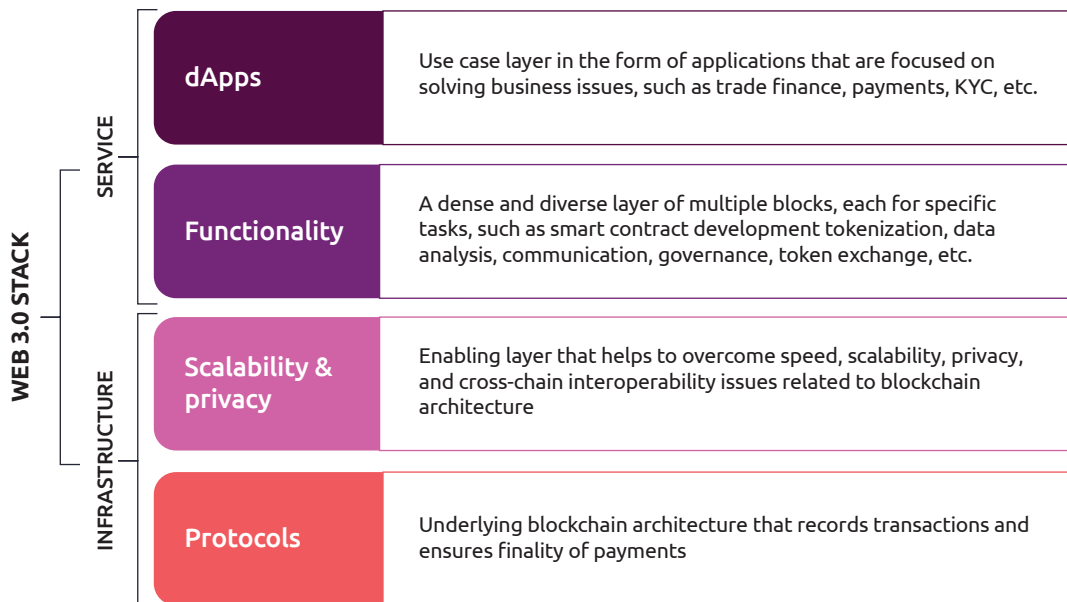 WEB 3.0 STACK
SERVICE
dApps
Use case layer in the form of applications that are focused on
solving business issues, such as trade finance, payments, KYC, etc.
Functionality
A dense and diverse layer of multiple blocks, each for specific
tasks, such as smart contract development tokenization, data
analysis, communication, governance, token exchange, etc.
INFRASTRUCTURE
Scalability &
privacy
Enabling layer that helps to overcome speed, scalability, privacy,
and cross-chain interoperability issues related to blockchain
architecture
Protocols
Underlying blockchain architecture that records transactions and
ensures finality of payments